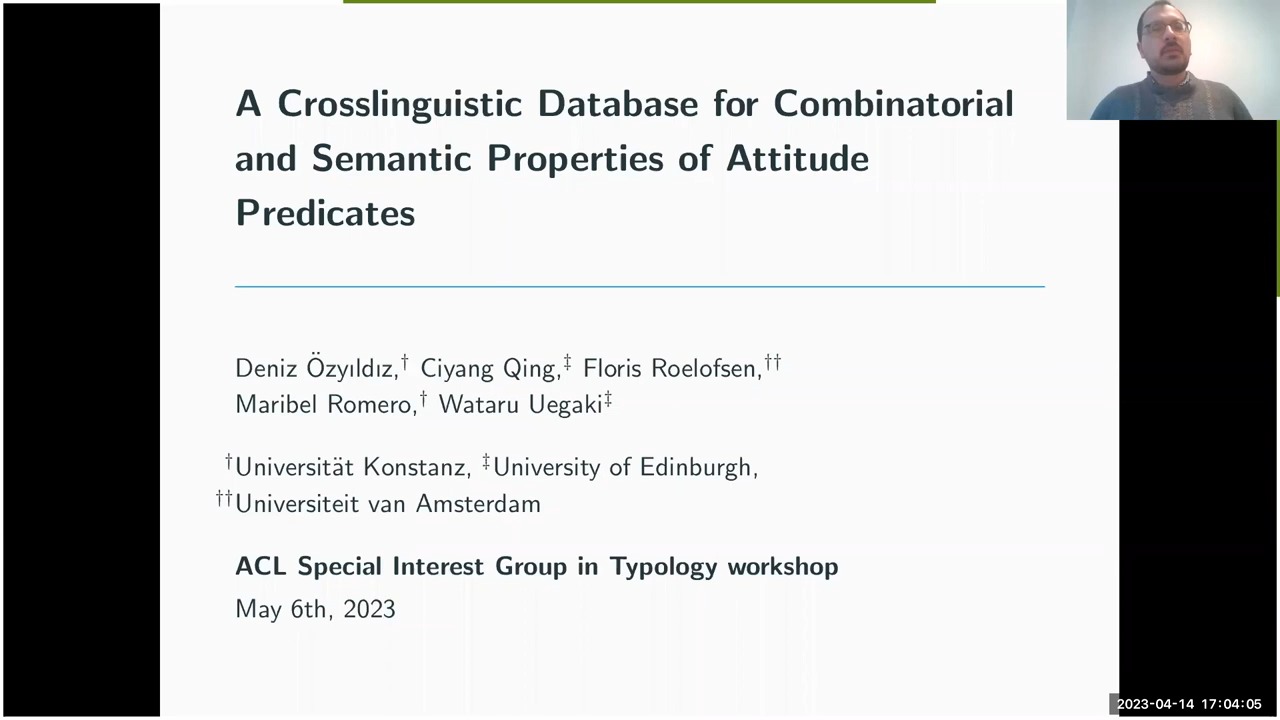 A Crosslinguistic Database for Combinatorial
and Semantic Properties of Attitude
Predicates
Deniz Özyıldız,† Ciyang Qing,‡ Floris Roelofsen,††
Maribel Romero,† Wataru Uegaki‡
†Universität Konstanz, ‡University of Edinburgh,
††Universiteit van Amsterdam
ACL Special Interest Group in Typology workshop
May 6th, 2023
2023-04-14 17:04:05